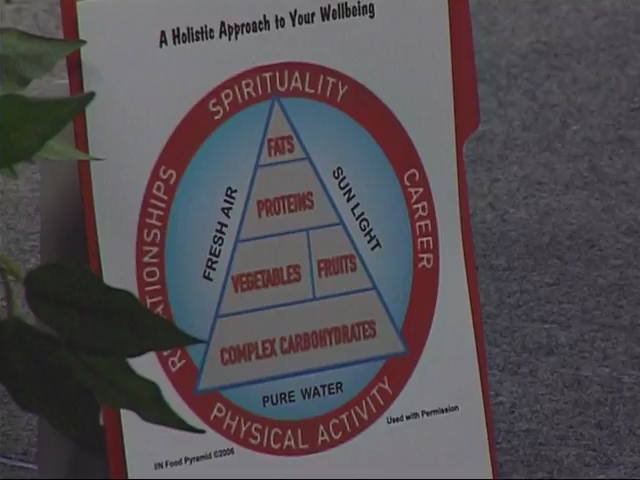 A Holistic Approach to Your Wellbeing
SPIRITUALITY
FATS
RELATIONSHIPS
FRESH AIR
PROTEINS
SUN LIGHT
CAREER
VEGETABLES
FRUITS
COMPLEX CARBOHYDRATES
PURE WATER
PHYSICAL ACTIVITY
Used with Permission
IIN Food Pyramid ©2006